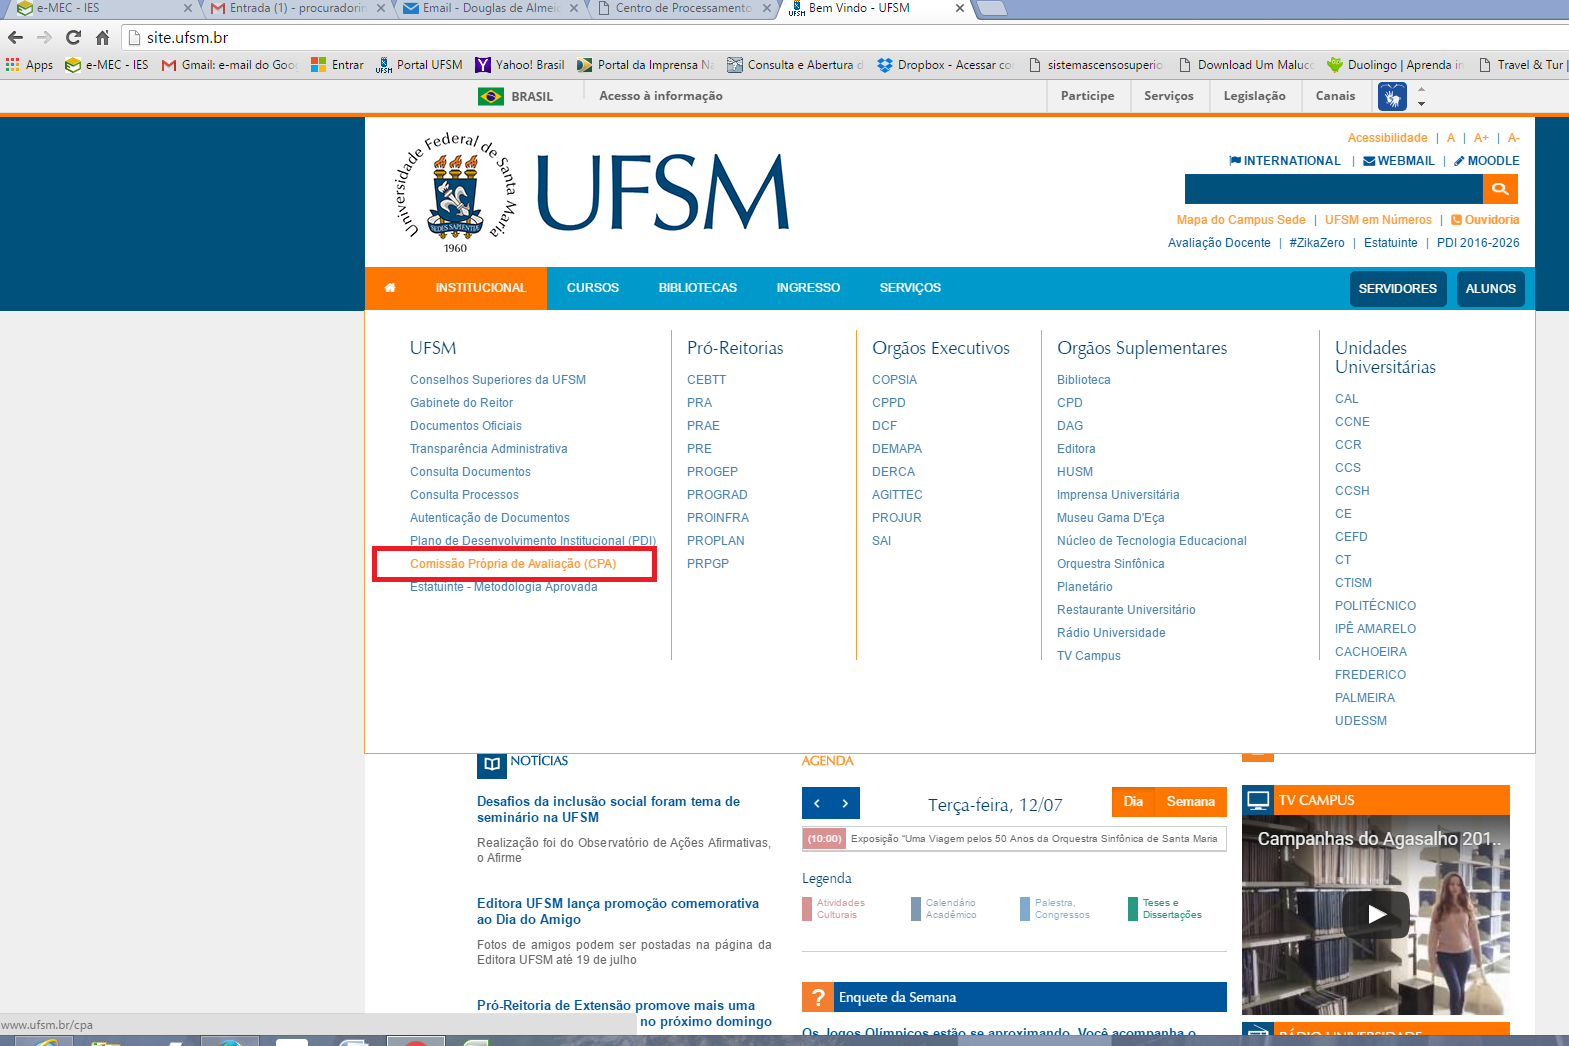 e-MEC - IES
Entrada (1) - procuradorin
Email - Douglas de Almei
Centro de Processamento
Bem Vindo - UFSM
site.ufsm.br
Apps
e-MEC - IES
Gmail: e-mail do Goo
Entrar
Portal UFSM
Yahoo! Brasil
Portal da Imprensa Na
Consulta e Abertura d
Dropbox - Acessar co
sistemascensosuperio
Download Um Maluc
Duolingo | Aprenda in
Travel & Tur
BRASIL
Acesso à informação
Participe
Serviços
Legislação
Canais
Universidade Federal de Santa Maria
SEDES SAPIENTIAE
1960
UFSM
Acessibilidade | A | A+ | A-
INTERNATIONAL | WEBMAIL | MOODLE
Mapa do Campus Sede | UFSM em Números | Ouvidoria
Avaliação Docente | #ZikaZero | Estatuinte | PDI 2016-2026
INSTITUCIONAL
CURSOS
BIBLIOTECAS
INGRESSO
SERVIÇOS
SERVIDORES
ALUNOS
UFSM
Conselhos Superiores da UFSM
Gabinete do Reitor
Documentos Oficiais
Transparência Administrativa
Consulta Documentos
Consulta Processos
Autenticação de Documentos
Plano de Desenvolvimento Institucional (PDI)
Comissão Própria de Avaliação (CPA)
Estatuinte - Metodologia Aprovada
Pró-Reitorias
CEBTT
PRA
PRAE
PRE
PROGEP
PROGRAD
PROINFRA
PROPLAN
PRPGP
Orgãos Executivos
COPSIA
CPPD
DCF
DEMAPA
DERCA
AGITTEC
PROJUR
SAI
Orgãos Suplementares
Biblioteca
CPD
DAG
Editora
HUSM
Imprensa Universitária
Museu Gama D'Eça
Núcleo de Tecnologia Educacional
Orquestra Sinfônica
Planetário
Restaurante Universitário
Rádio Universidade
TV Campus
Unidades
Universitárias
CAL
CCNE
CCR
CCS
CCSH
CE
CEFD
CT
CTISM
POLITÉCNICO
IPÊ AMARELO
CACHOEIRA
FREDERICO
PALMEIRA
UDESSM
NOTÍCIAS
Desafios da inclusão social foram tema de
seminário na UFSM
Realização foi do Observatório de Ações Afirmativas,
o Afirme
Editora UFSM lança promoção comemorativa
ao Dia do Amigo
Fotos de amigos podem ser postadas na página da
Editora UFSM até 19 de julho
Pró-Reitoria de Extensão promove mais uma
no próximo domingo
AGENDA
Terça-feira, 12/07
Dia
Semana
(10:00) Exposição "Uma Viagem pelos 50 Anos da Orquestra Sinfônica de Santa Maria
Legenda
Atividades
Culturais
Calendário
Acadêmico
Palestra,
Congressos
Teses e
Dissertações
? Enquete da Semana
Os Jogos Olímpicos estão se aproximando. Você acompanha o
TV CAMPUS
Campanhas do Agasalho 201..
RÁDIO UNIVERSIDADE
www.ufsm.br/cpa